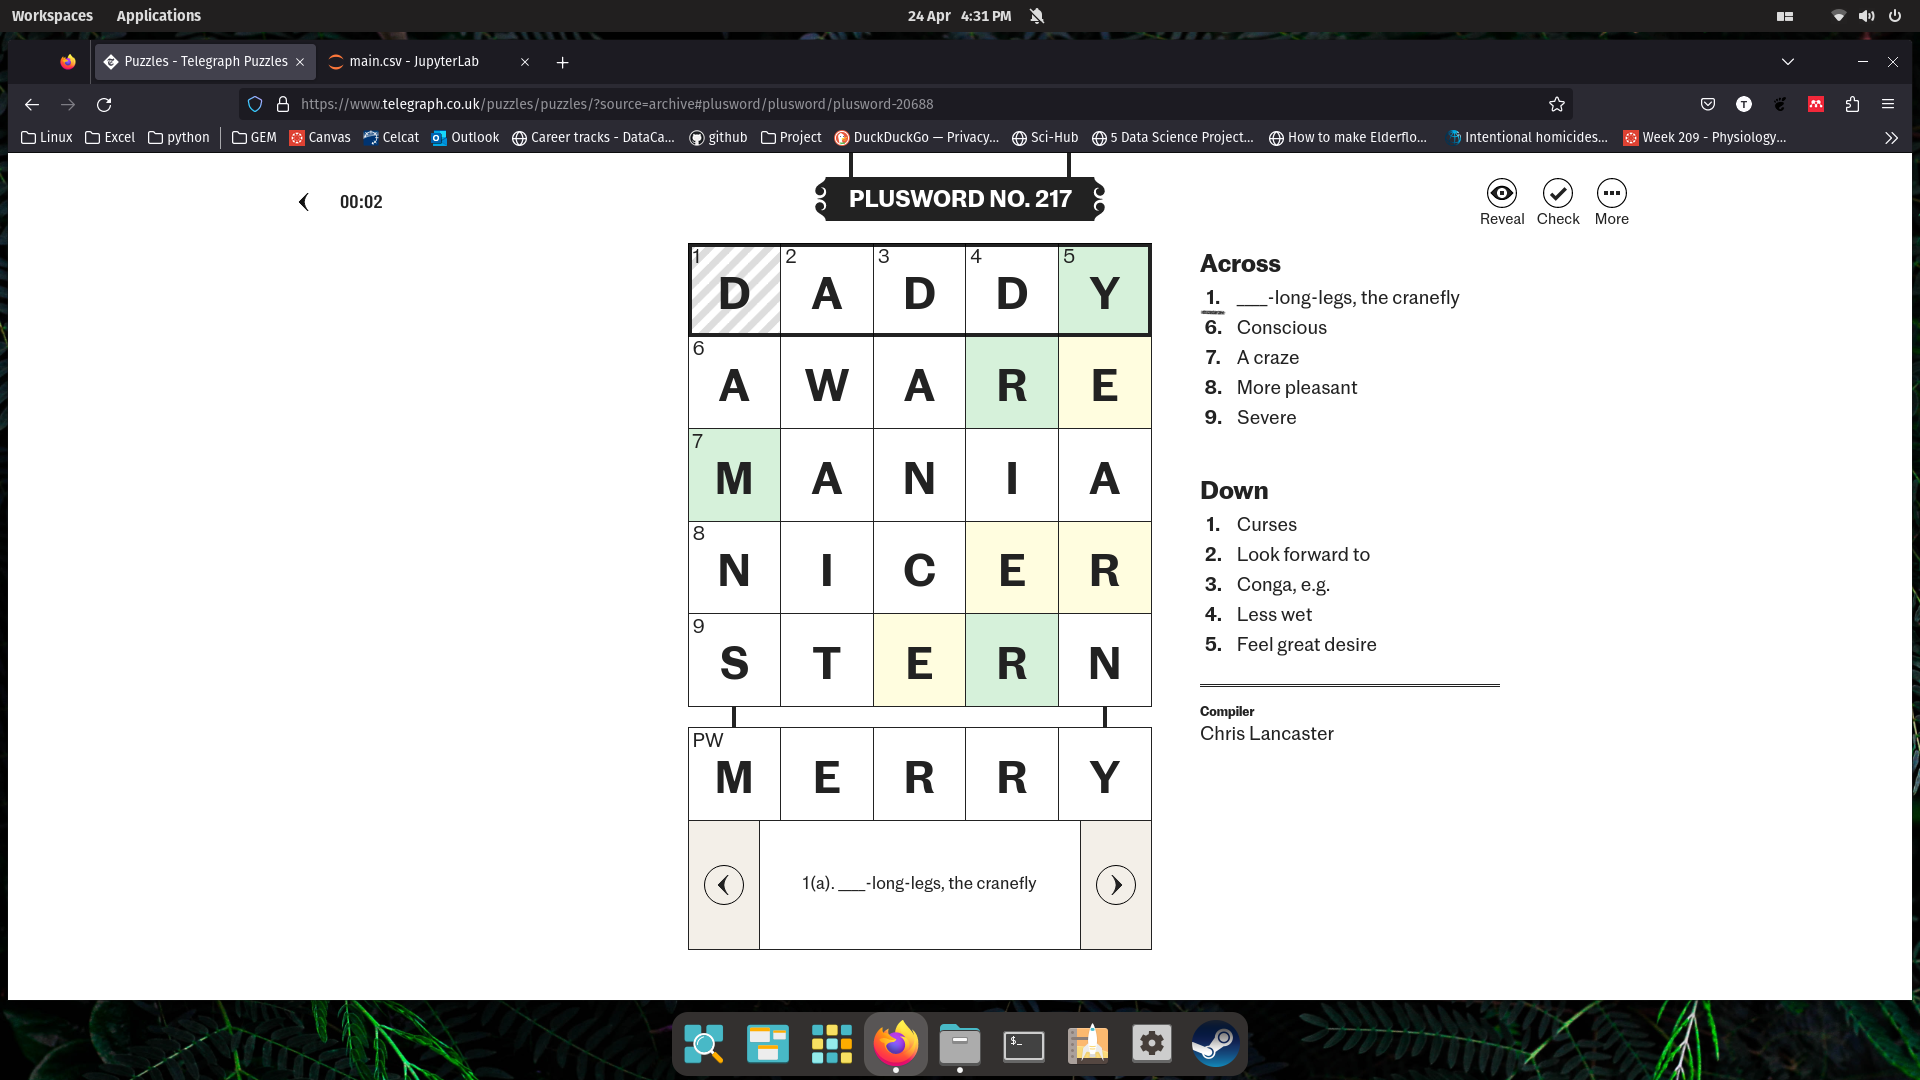 Workspaces Applications 24 Apr 4:31 PM
Puzzles - Telegraph Puzzles main.csv - JupyterLab
https://www.telegraph.co.uk/puzzles/puzzles/?source=archive#plusword/plusword/plusword-20688
Linux Excel python GEM Canvas Celcat Outlook Career tracks - DataCa... github Project DuckDuckGo — Privacy... Sci-Hub 5 Data Science Project... How to make Elderflo... Intentional homicides... Week 209 - Physiology...
00:02
PLUSWORD NO. 217
Reveal Check More
1 D 2 A 3 D 4 D 5 Y
6 A W A R E
7 M A N I A
8 N I C E R
9 S T E R N
PW M E R R Y
1(a). ___-long-legs, the cranefly
Across
1. ___-long-legs, the cranefly
6. Conscious
7. A craze
8. More pleasant
9. Severe
Down
1. Curses
2. Look forward to
3. Conga, e.g.
4. Less wet
5. Feel great desire
Compiler
Chris Lancaster